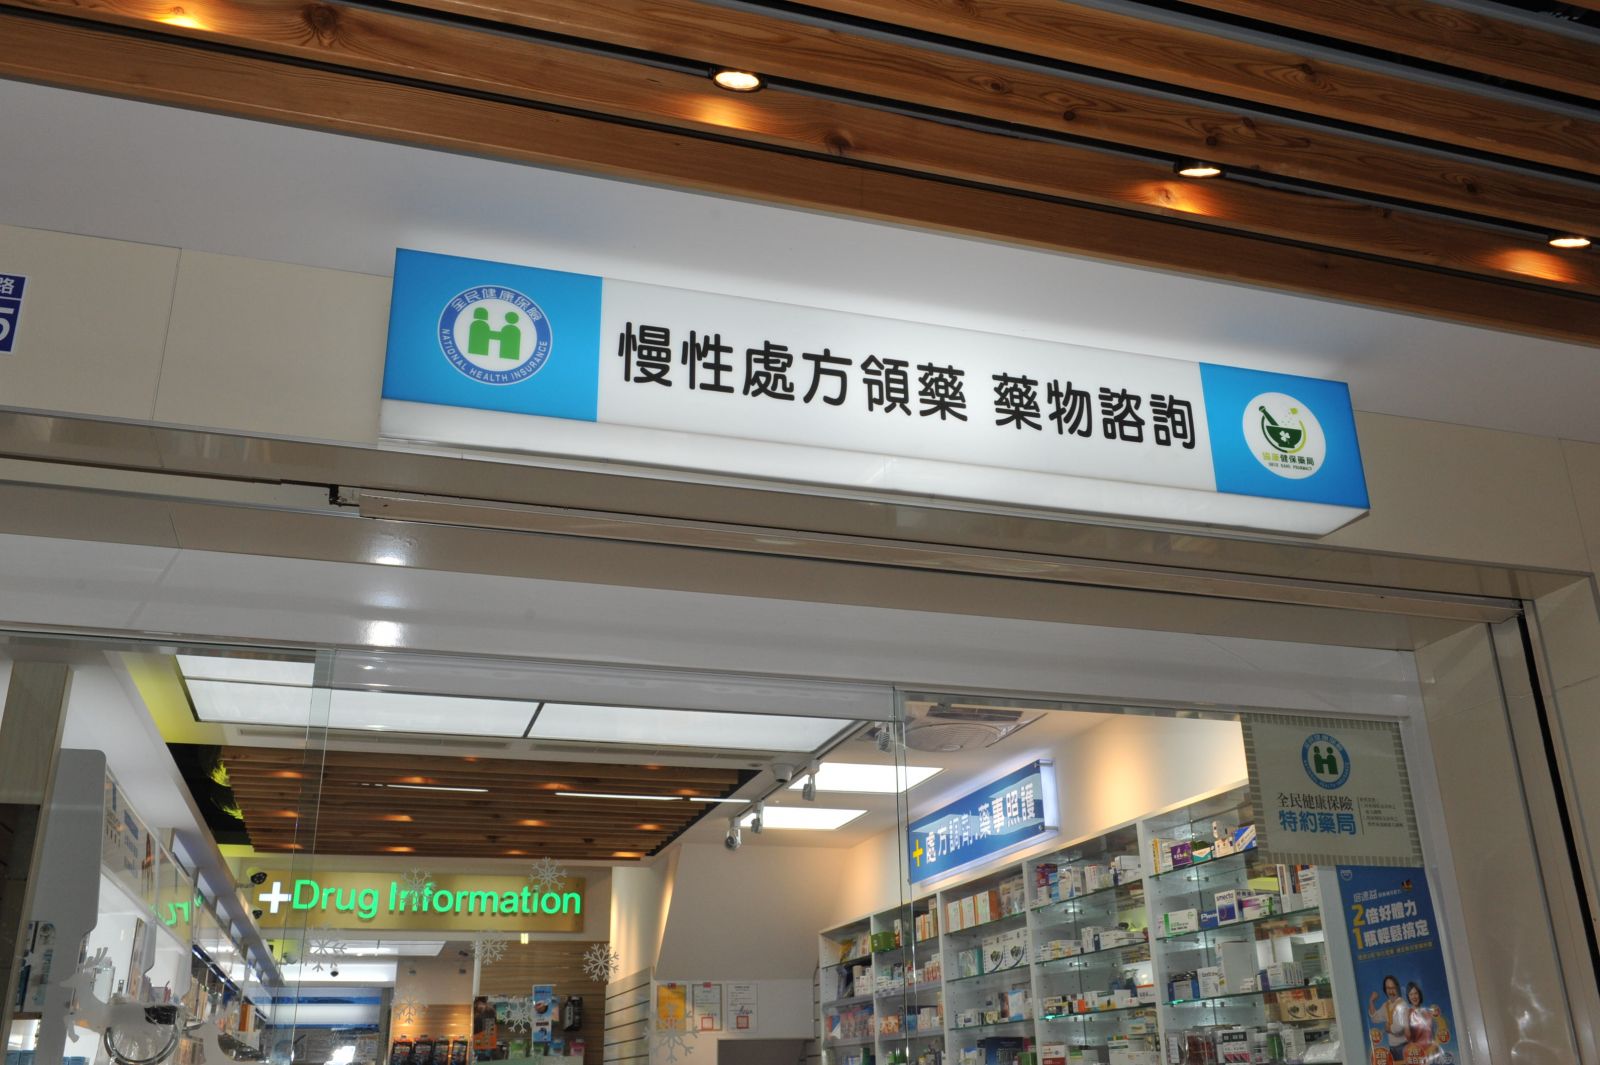 路
5
全民健康保險
NATIONAL HEALTH INSURANCE
慢性處方領藥 藥物諮詢
健保藥局
+處方調劑.藥事照護
+Drug Information
全民健康保險
特約藥局
2倍好體力
1瓶輕鬆搞定